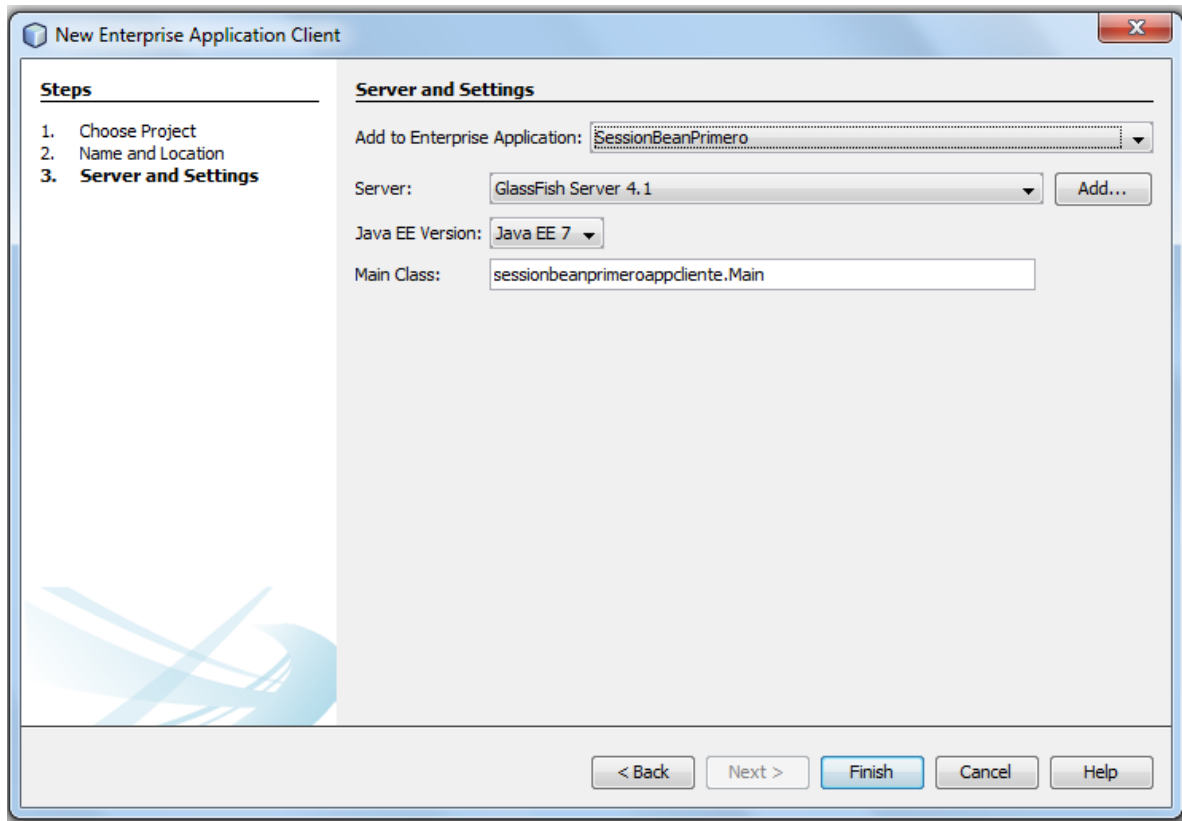 New Enterprise Application Client
X
Steps
1. Choose Project
2. Name and Location
3. Server and Settings
Server and Settings
Add to Enterprise Application: SessionBeanPrimero
Server: GlassFish Server 4.1 Add...
Java EE Version: Java EE 7
Main Class: sessionbeanprimeroappcliente.Main
< Back Next > Finish Cancel Help